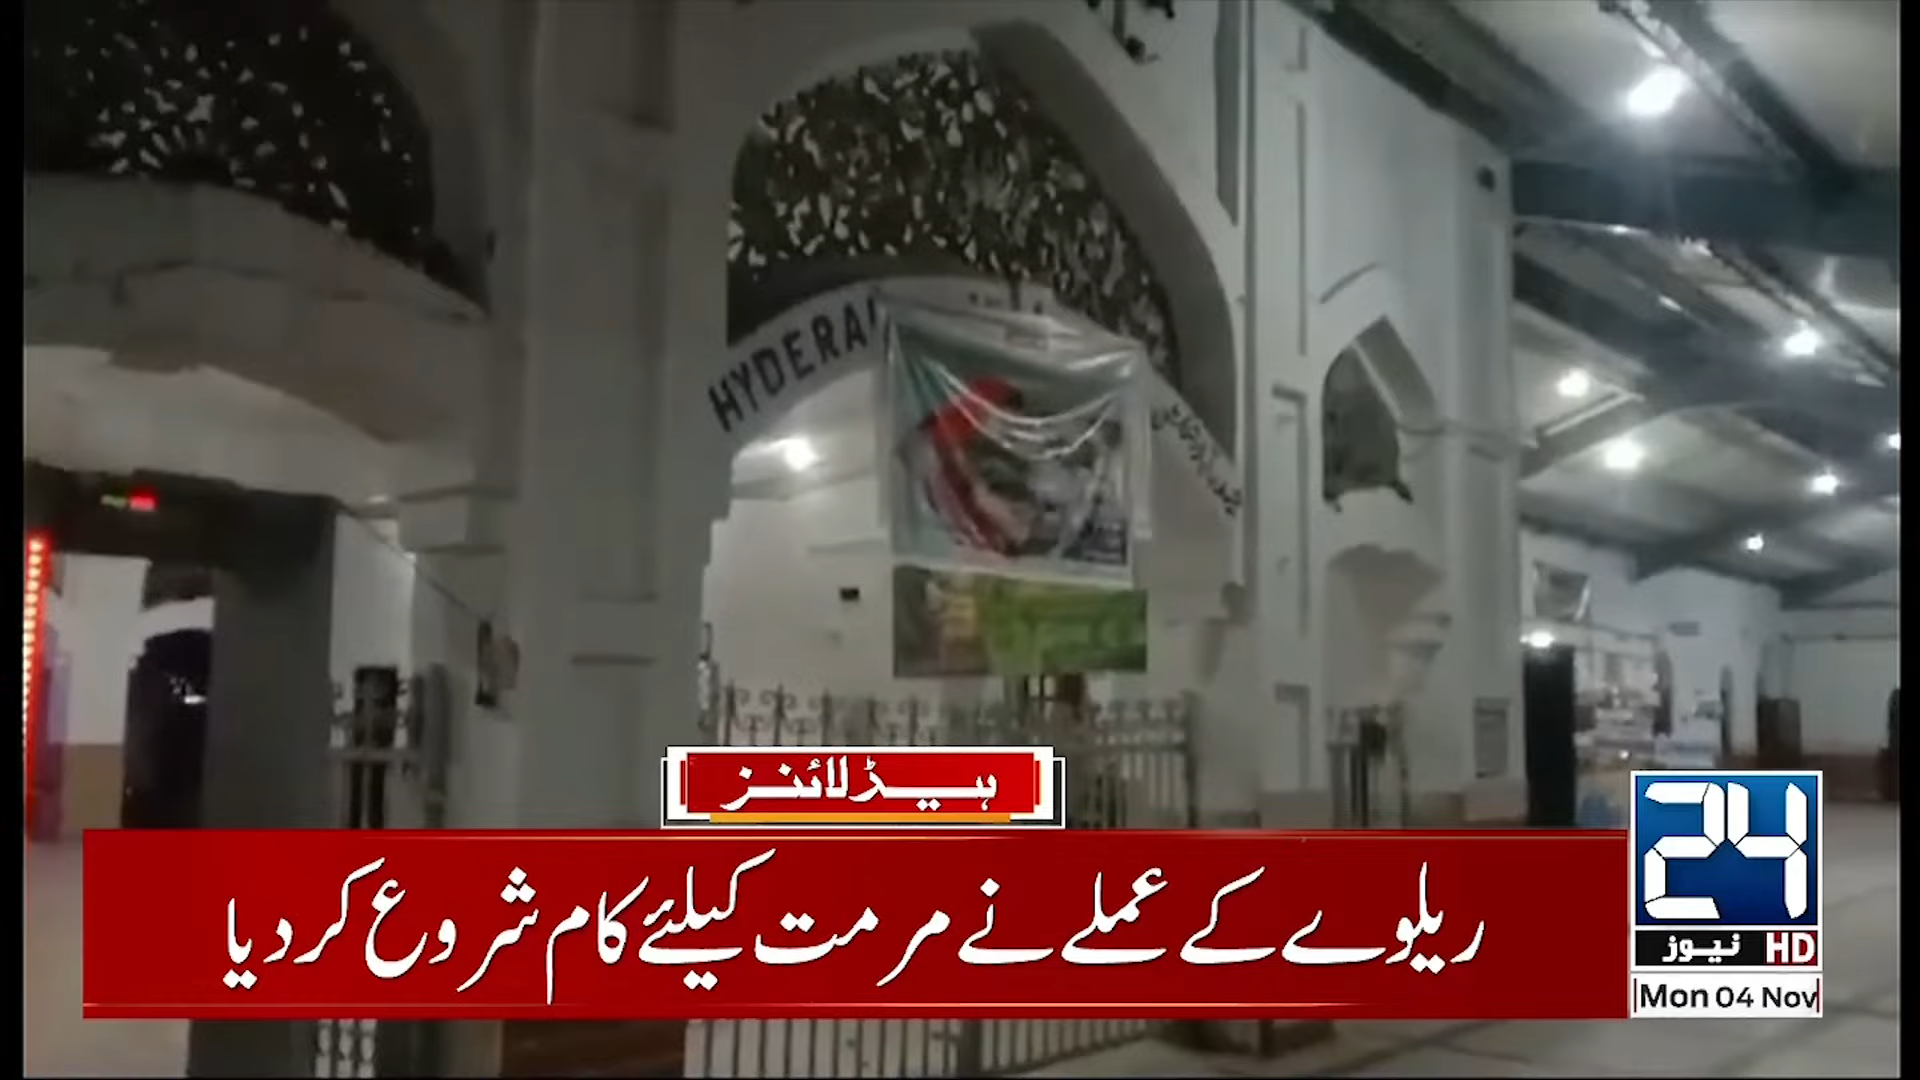 HYDERA
ہیڈلائنز
ریلوے کے عملے نے مرمت کیلئے کام شروع کردیا
24
نیوز HD
Mon 04 Nov